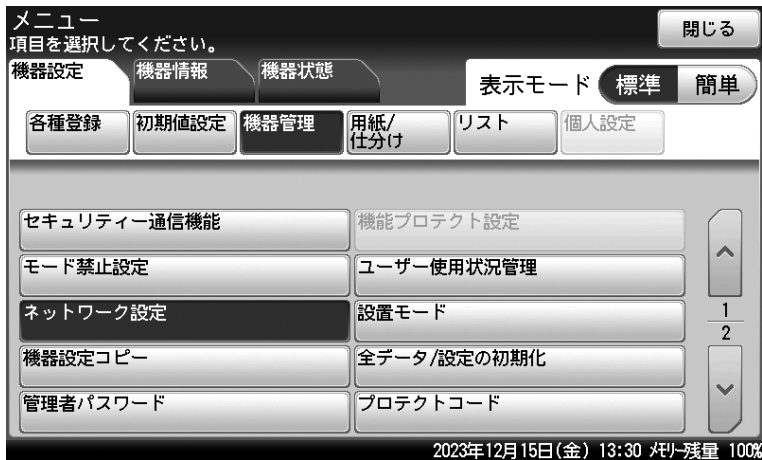 メニュー
項目を選択してください。
閉じる
機器設定 機器情報 機器状態
表示モード 標準 簡単
各種登録 初期値設定 機器管理 用紙/ リスト 個人設定
仕分け
セキュリティー通信機能 機能プロテクト設定
モード禁止設定 ユーザー使用状況管理
ネットワーク設定 設置モード
1
2
機器設定コピー 全データ/設定の初期化
管理者パスワード プロテクトコード
2023年12月15日(金) 13:30 ﾒﾓﾘｰ残量 100%